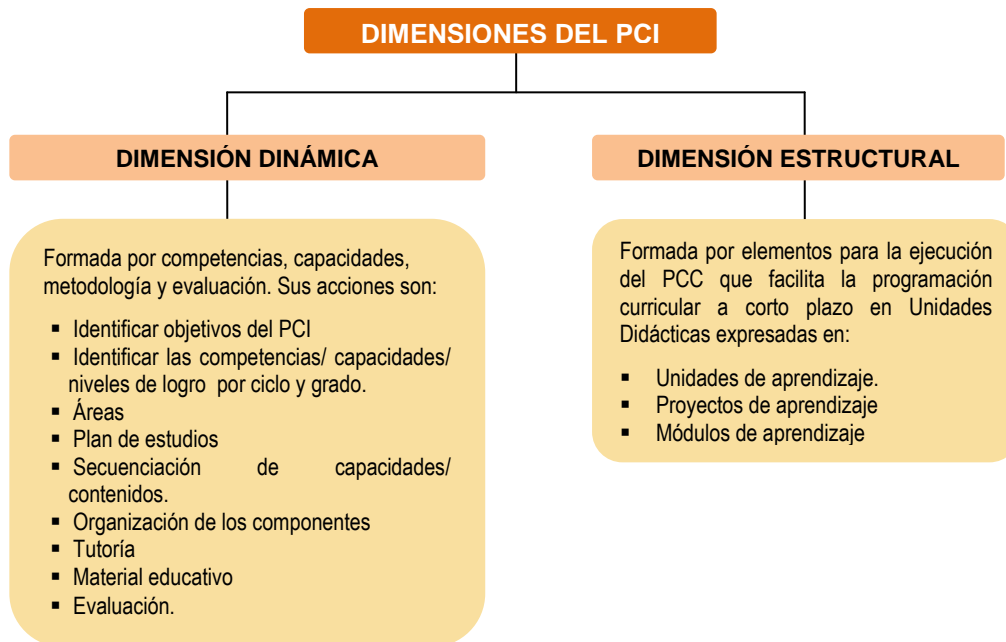 DIMENSIONES DEL PCI
DIMENSIÓN DINÁMICA
Formada por competencias, capacidades,
metodología y evaluación. Sus acciones son:
▪ Identificar objetivos del PCI
▪ Identificar las competencias/ capacidades/
niveles de logro por ciclo y grado.
▪ Áreas
▪ Plan de estudios
▪ Secuenciación de capacidades/
contenidos.
▪ Organización de los componentes
▪ Tutoría
▪ Material educativo
▪ Evaluación.
DIMENSIÓN ESTRUCTURAL
Formada por elementos para la ejecución
del PCC que facilita la programación
curricular a corto plazo en Unidades
Didácticas expresadas en:
▪ Unidades de aprendizaje.
▪ Proyectos de aprendizaje
▪ Módulos de aprendizaje